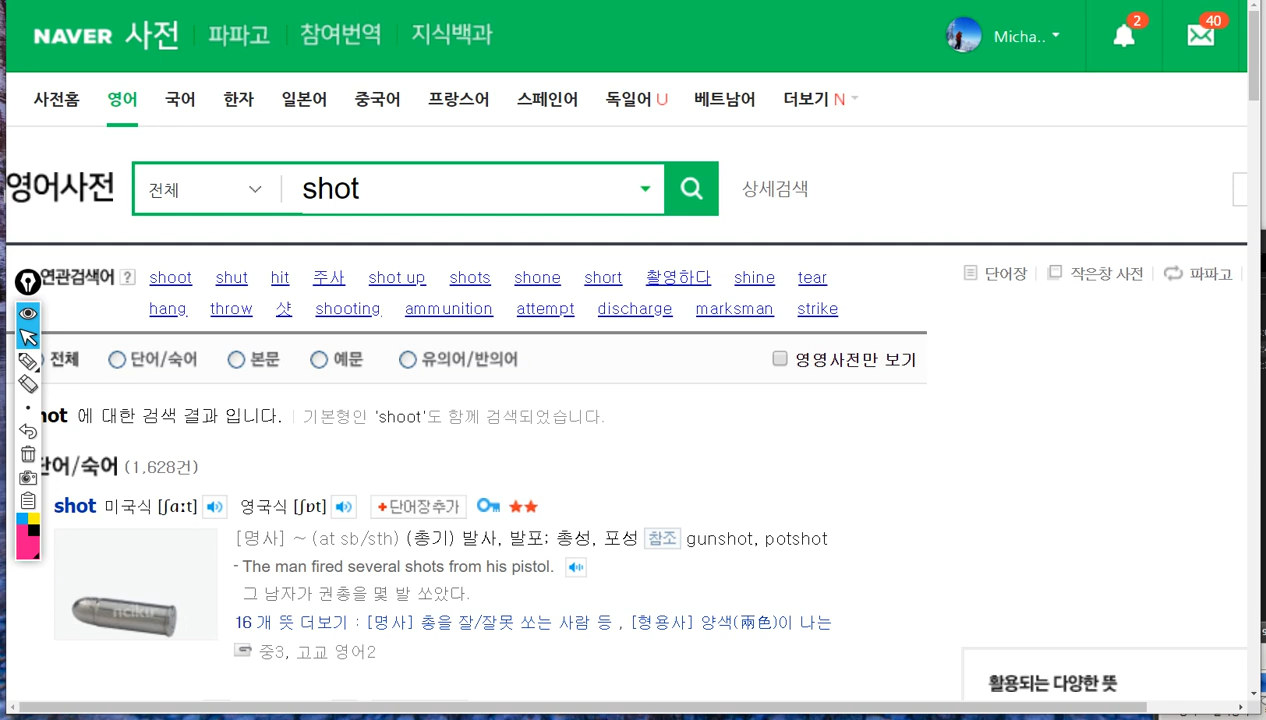 NAVER 사전 파파고 참여번역 지식백과 Micha.. 2 40
사전홈 영어 국어 한자 일본어 중국어 프랑스어 스페인어 독일어 U 베트남어 더보기 N
영어사전 전체 shot 상세검색
연관검색어 ? shoot shut hit 주사 shot up shots shone short 촬영하다 shine tear
단어장 작은창 사전 파파고
hang throw 샷 shooting ammunition attempt discharge marksman strike
전체 단어/숙어 본문 예문 유의어/반의어 영영사전만 보기
hot 에 대한 검색 결과 입니다. 기본형인 'shoot'도 함께 검색되었습니다.
단어/숙어 (1,628건)
shot 미국식 [ʃɑːt] 영국식 [ʃɒt] +단어장추가 ★★
[명사] ~ (at sb/sth) (총기) 발사, 발포; 총성, 포성 참조 gunshot, potshot
- The man fired several shots from his pistol.
그 남자가 권총을 몇 발 쏘았다.
nciku
16개 뜻 더보기 : [명사] 총을 잘/잘못 쏘는 사람 등 , [형용사] 양색(兩色)이 나는
중3, 고교 영어2
활용되는 다양한 뜻